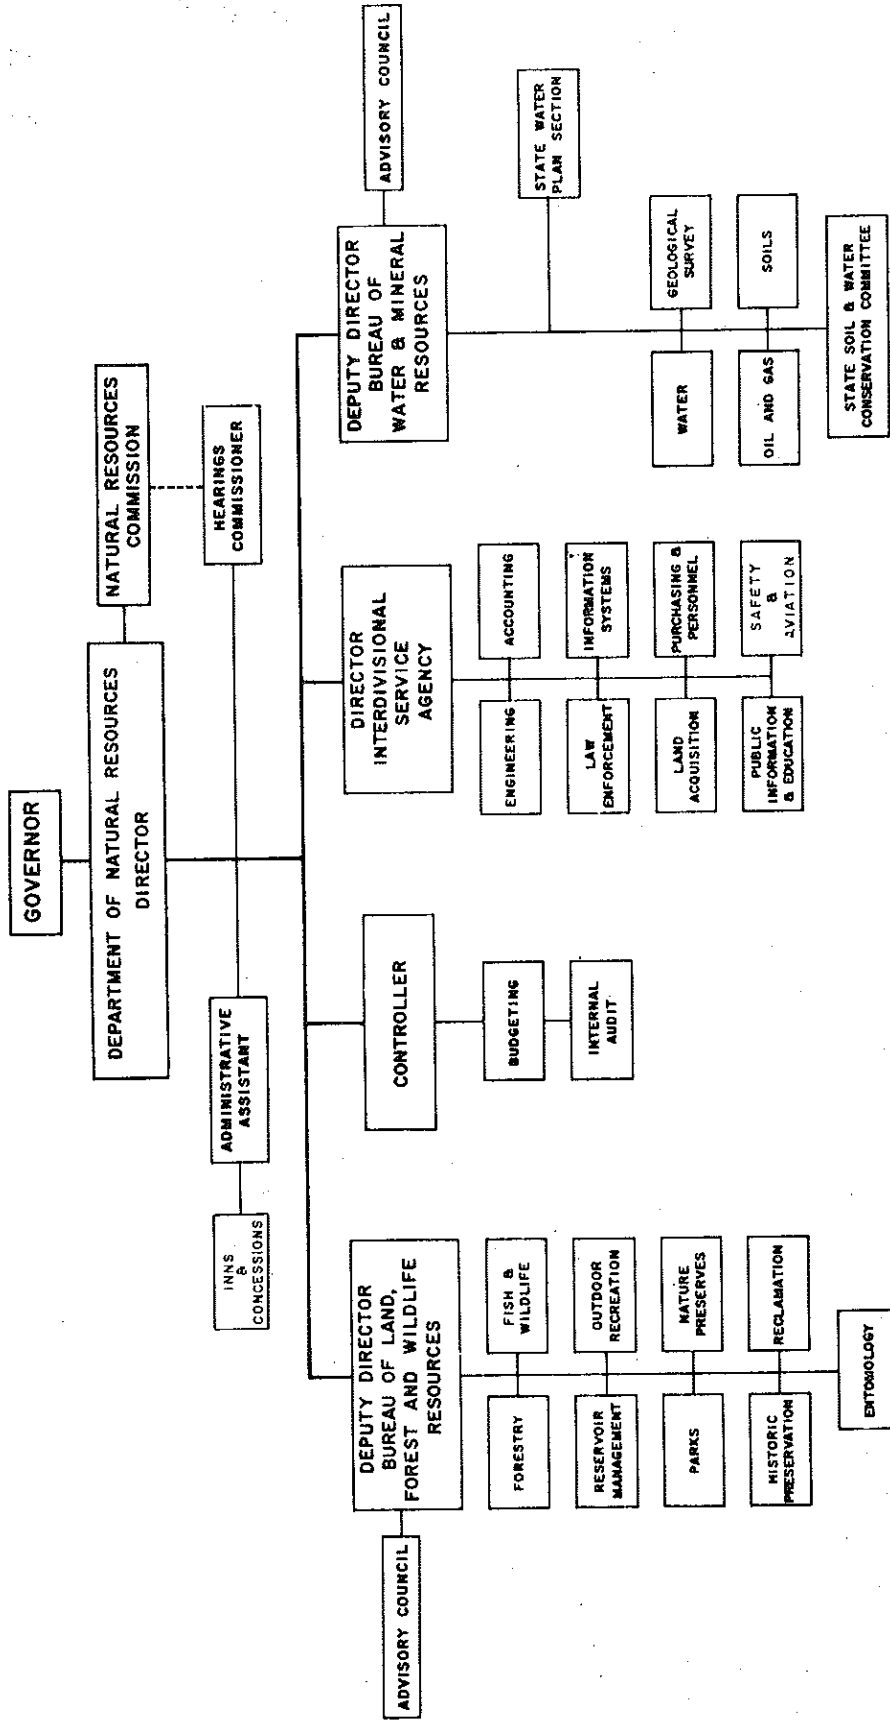 GOVERNOR
DEPARTMENT OF NATURAL RESOURCES
DIRECTOR
NATURAL RESOURCES
COMMISSION
HEARINGS
COMMISSIONER
ADMINISTRATIVE
ASSISTANT
INNS
&
CONCESSIONS
ADVISORY COUNCIL
DEPUTY DIRECTOR
BUREAU OF LAND,
FOREST AND WILDLIFE
RESOURCES
FORESTRY
FISH &
WILDLIFE
RESERVOIR
MANAGEMENT
OUTDOOR
RECREATION
PARKS
NATURE
PRESERVES
HISTORIC
PRESERVATION
RECLAMATION
ENTOMOLOGY
CONTROLLER
BUDGETING
INTERNAL
AUDIT
DIRECTOR
INTERDIVISIONAL
SERVICE
AGENCY
ENGINEERING
ACCOUNTING
LAW
ENFORCEMENT
INFORMATION
SYSTEMS
LAND
ACQUISITION
PURCHASING &
PERSONNEL
PUBLIC
INFORMATION
& EDUCATION
SAFETY
&
AVIATION
DEPUTY DIRECTOR
BUREAU OF
WATER & MINERAL
RESOURCES
ADVISORY COUNCIL
STATE WATER
PLAN SECTION
WATER
GEOLOGICAL
SURVEY
OIL AND GAS
SOILS
STATE SOIL & WATER
CONSERVATION COMMITTEE